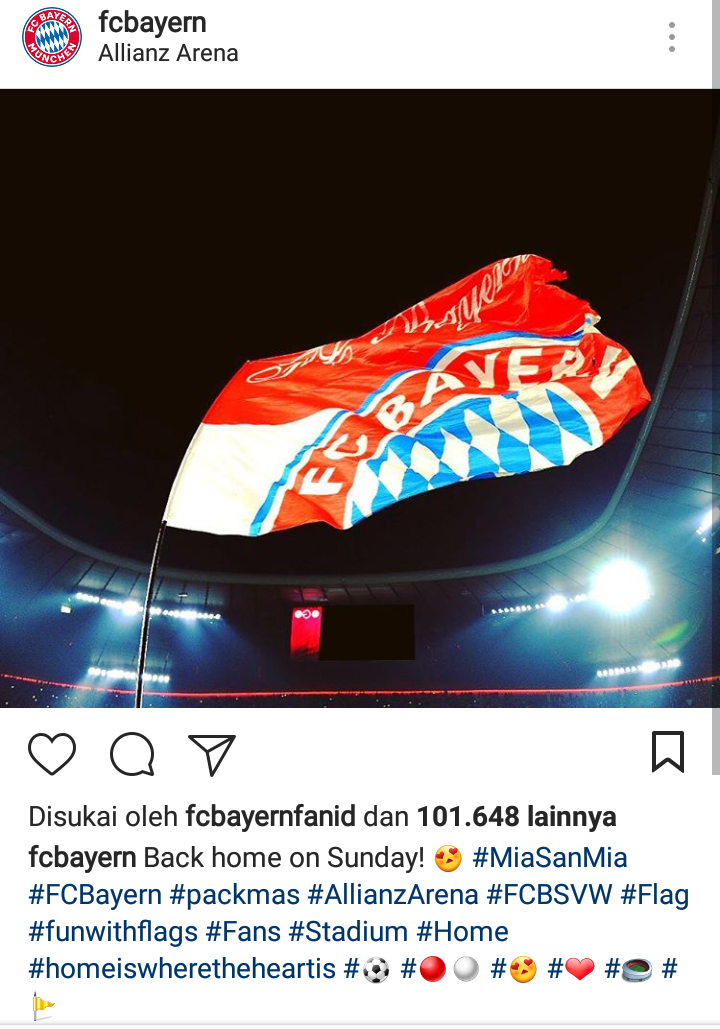 FC BAYERN
MÜNCHEN
fcbayern
Allianz Arena
Bayern
FC BAYERN
Disukai oleh fcbayernfanid dan 101.648 lainnya
fcbayern Back home on Sunday! 😍 #MiaSanMia
#FCBayern #packmas #AllianzArena #FCBSVW #Flag
#funwithflags #Fans #Stadium #Home
#homeiswheretheheartis #⚽ #🔴⚪ #😍 #❤ #🏟 #
🚩